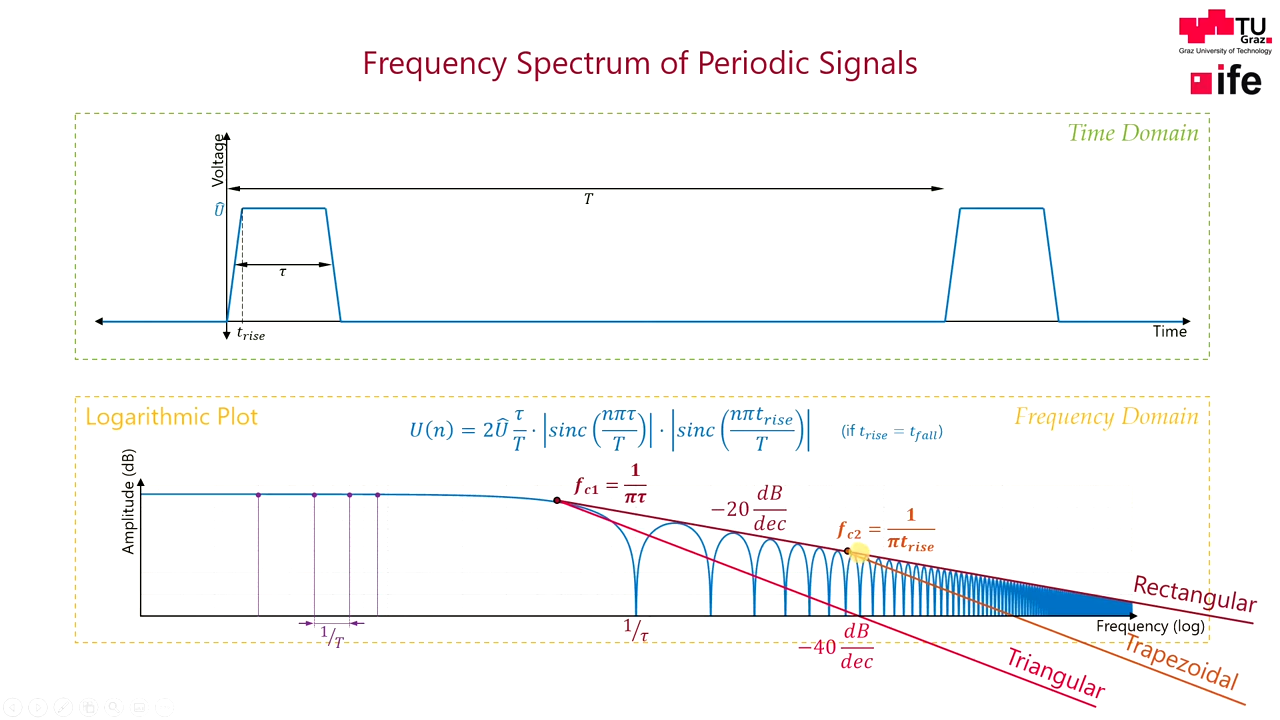 TU
Graz
Graz University of Technology
ife
Frequency Spectrum of Periodic Signals
Time Domain
Voltage
T
Û
τ
t_rise
Time
Logarithmic Plot
U(n) = 2Û τ/T · |sinc(nπτ/T)| · |sinc(nπt_rise/T)| (if t_rise = t_fall)
Frequency Domain
Amplitude (dB)
f_c1 = 1/πτ
−20 dB/dec
f_c2 = 1/πt_rise
Rectangular
Frequency (log)
1/T
1/τ
−40 dB/dec
Trapezoidal
Triangular